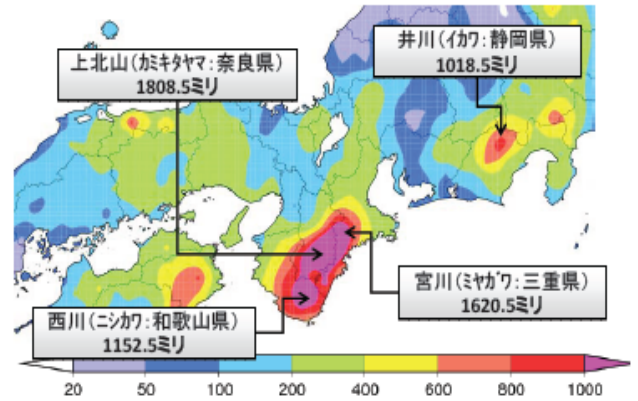 上北山(ｶﾐｷﾀﾔﾏ:奈良県)
1808.5ミリ
井川(ｲｶﾜ:静岡県)
1018.5ミリ
宮川(ﾐﾔｶﾞﾜ:三重県)
1620.5ミリ
西川(ﾆｼｶﾜ:和歌山県)
1152.5ミリ
20 50 100 200 400 600 800 1000